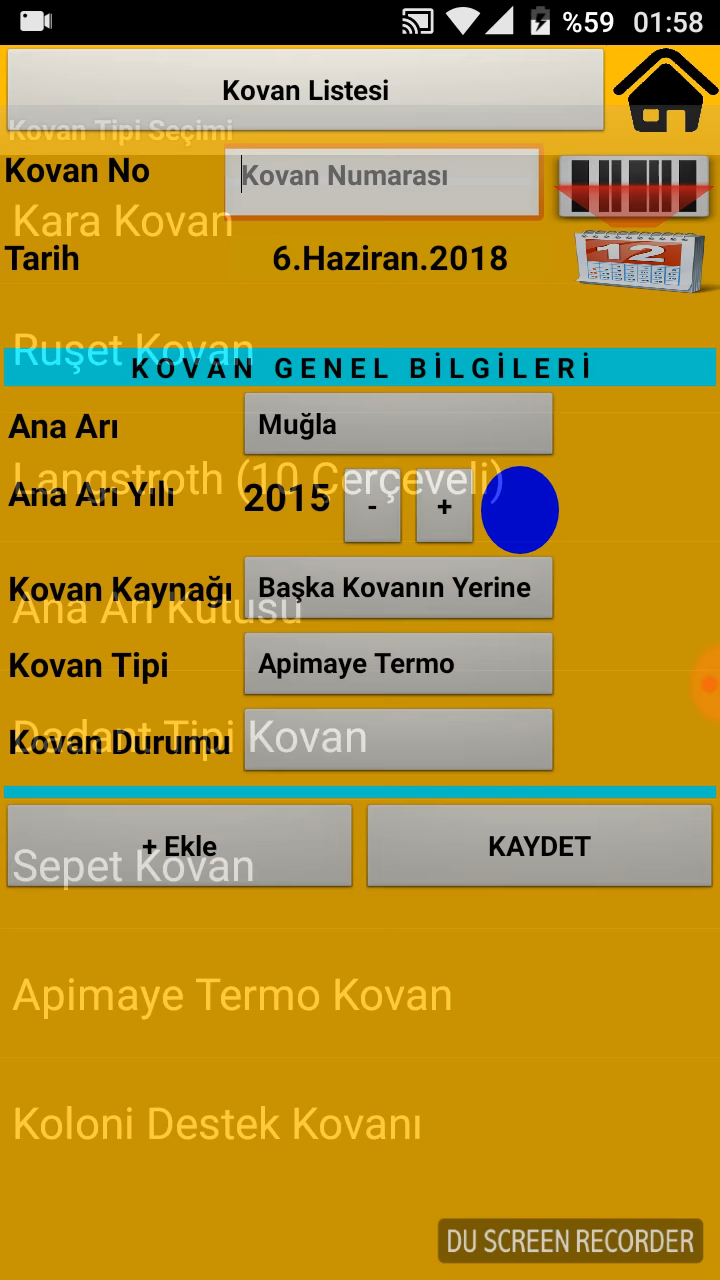 %59 01:58
Kovan Listesi
Kovan Tipi Seçimi
Kovan No Kovan Numarası
Kara Kovan
12
Tarih 6.Haziran.2018
Ruşet Kovan
KOVAN GENEL BİLGİLERİ
Ana Arı Muğla
Langstroth (10 Çerçeveli)
Ana Arı Yılı 2015 - +
Kovan Kaynağı Başka Kovanın Yerine
Ana Arı Kutusu
Kovan Tipi Apimaye Termo
Dadant Tipi Kovan
Kovan Durumu
+ Ekle KAYDET
Sepet Kovan
Apimaye Termo Kovan
Koloni Destek Kovanı
DU SCREEN RECORDER